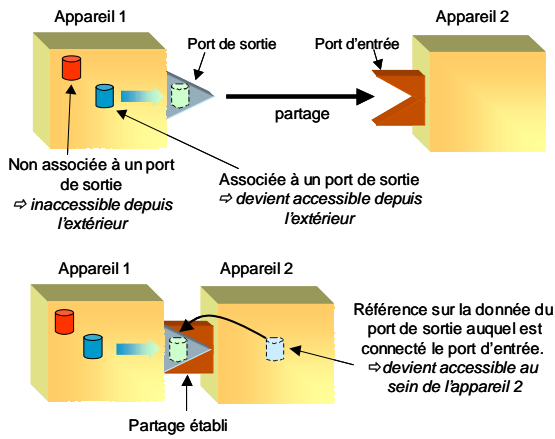 Appareil 1
Appareil 2
Port de sortie
Port d'entrée
partage
Non associée à un port
de sortie
⇨ inaccessible depuis
l'extérieur
Associée à un port de sortie
⇨ devient accessible depuis
l'extérieur
Appareil 1
Appareil 2
Référence sur la donnée du
port de sortie auquel est
connecté le port d'entrée.
⇨devient accessible au
sein de l'appareil 2
Partage établi